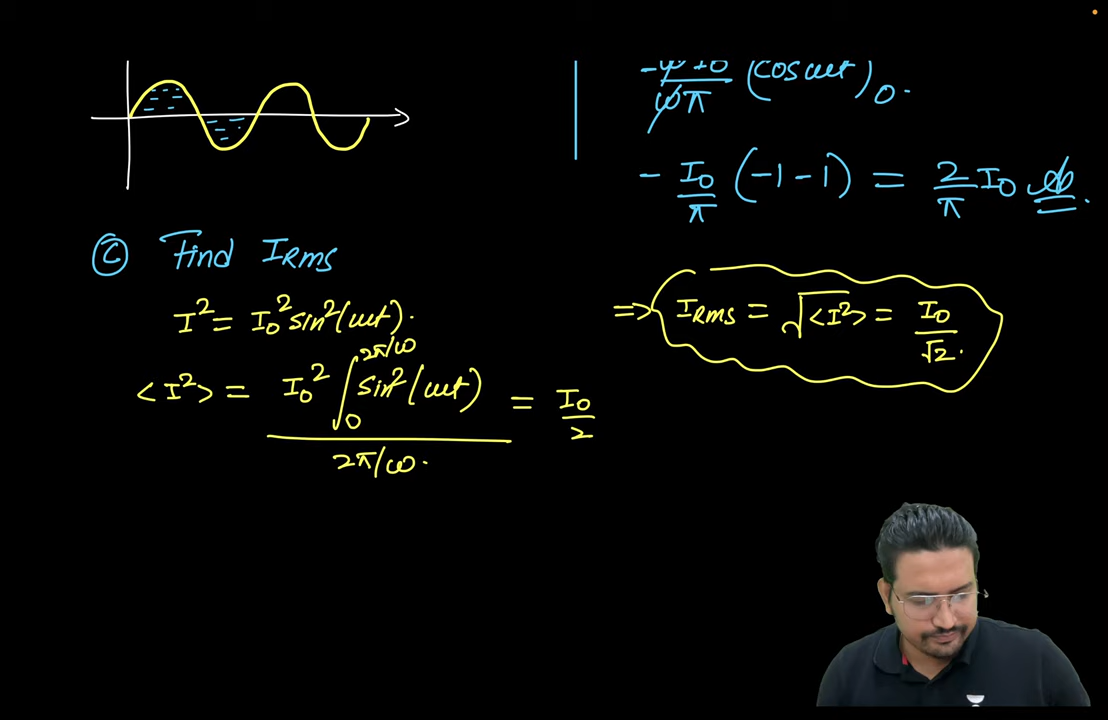 (cos ωt)₀.
- I₀/π (-1 - 1) = 2/π I₀
Ⓒ Find IRMS
I² = I₀² sin²(ωt).
<I²> = I₀² ∫₀^2π/ω sin²(ωt) / 2π/ω. = I₀/2
⇒ IRMS = √<I²> = I₀/√2.